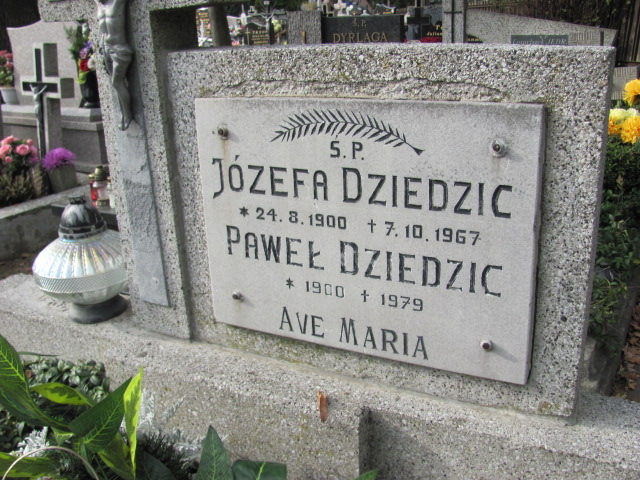 DYRLAGA
S.P.
JÓZEFA DZIEDZIC
*24.8.1900 +7.10.1967
PAWEŁ DZIEDZIC
*1900 +1979
AVE MARIA